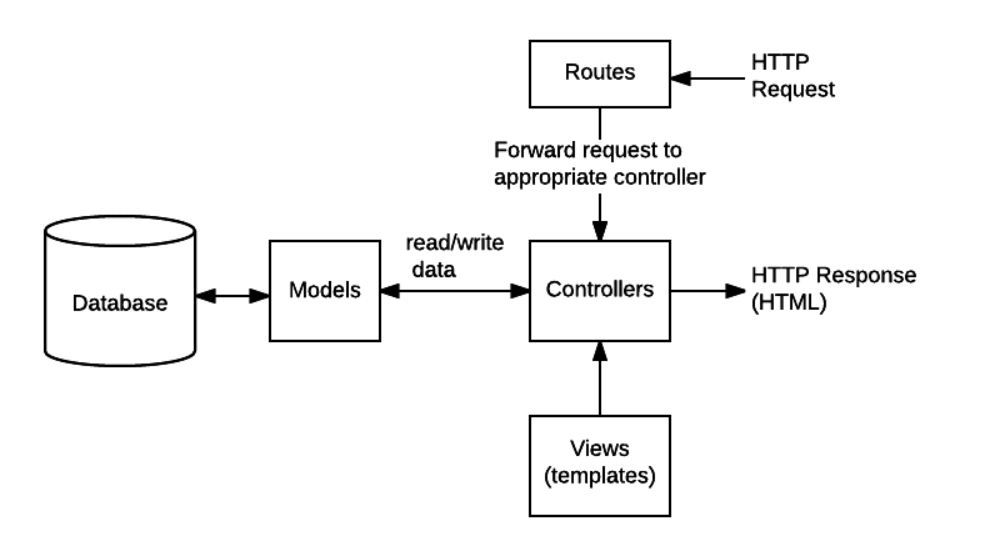 Routes
HTTP
Request
Forward request to
appropriate controller
Database
Models
read/write
data
Controllers
HTTP Response
(HTML)
Views
(templates)